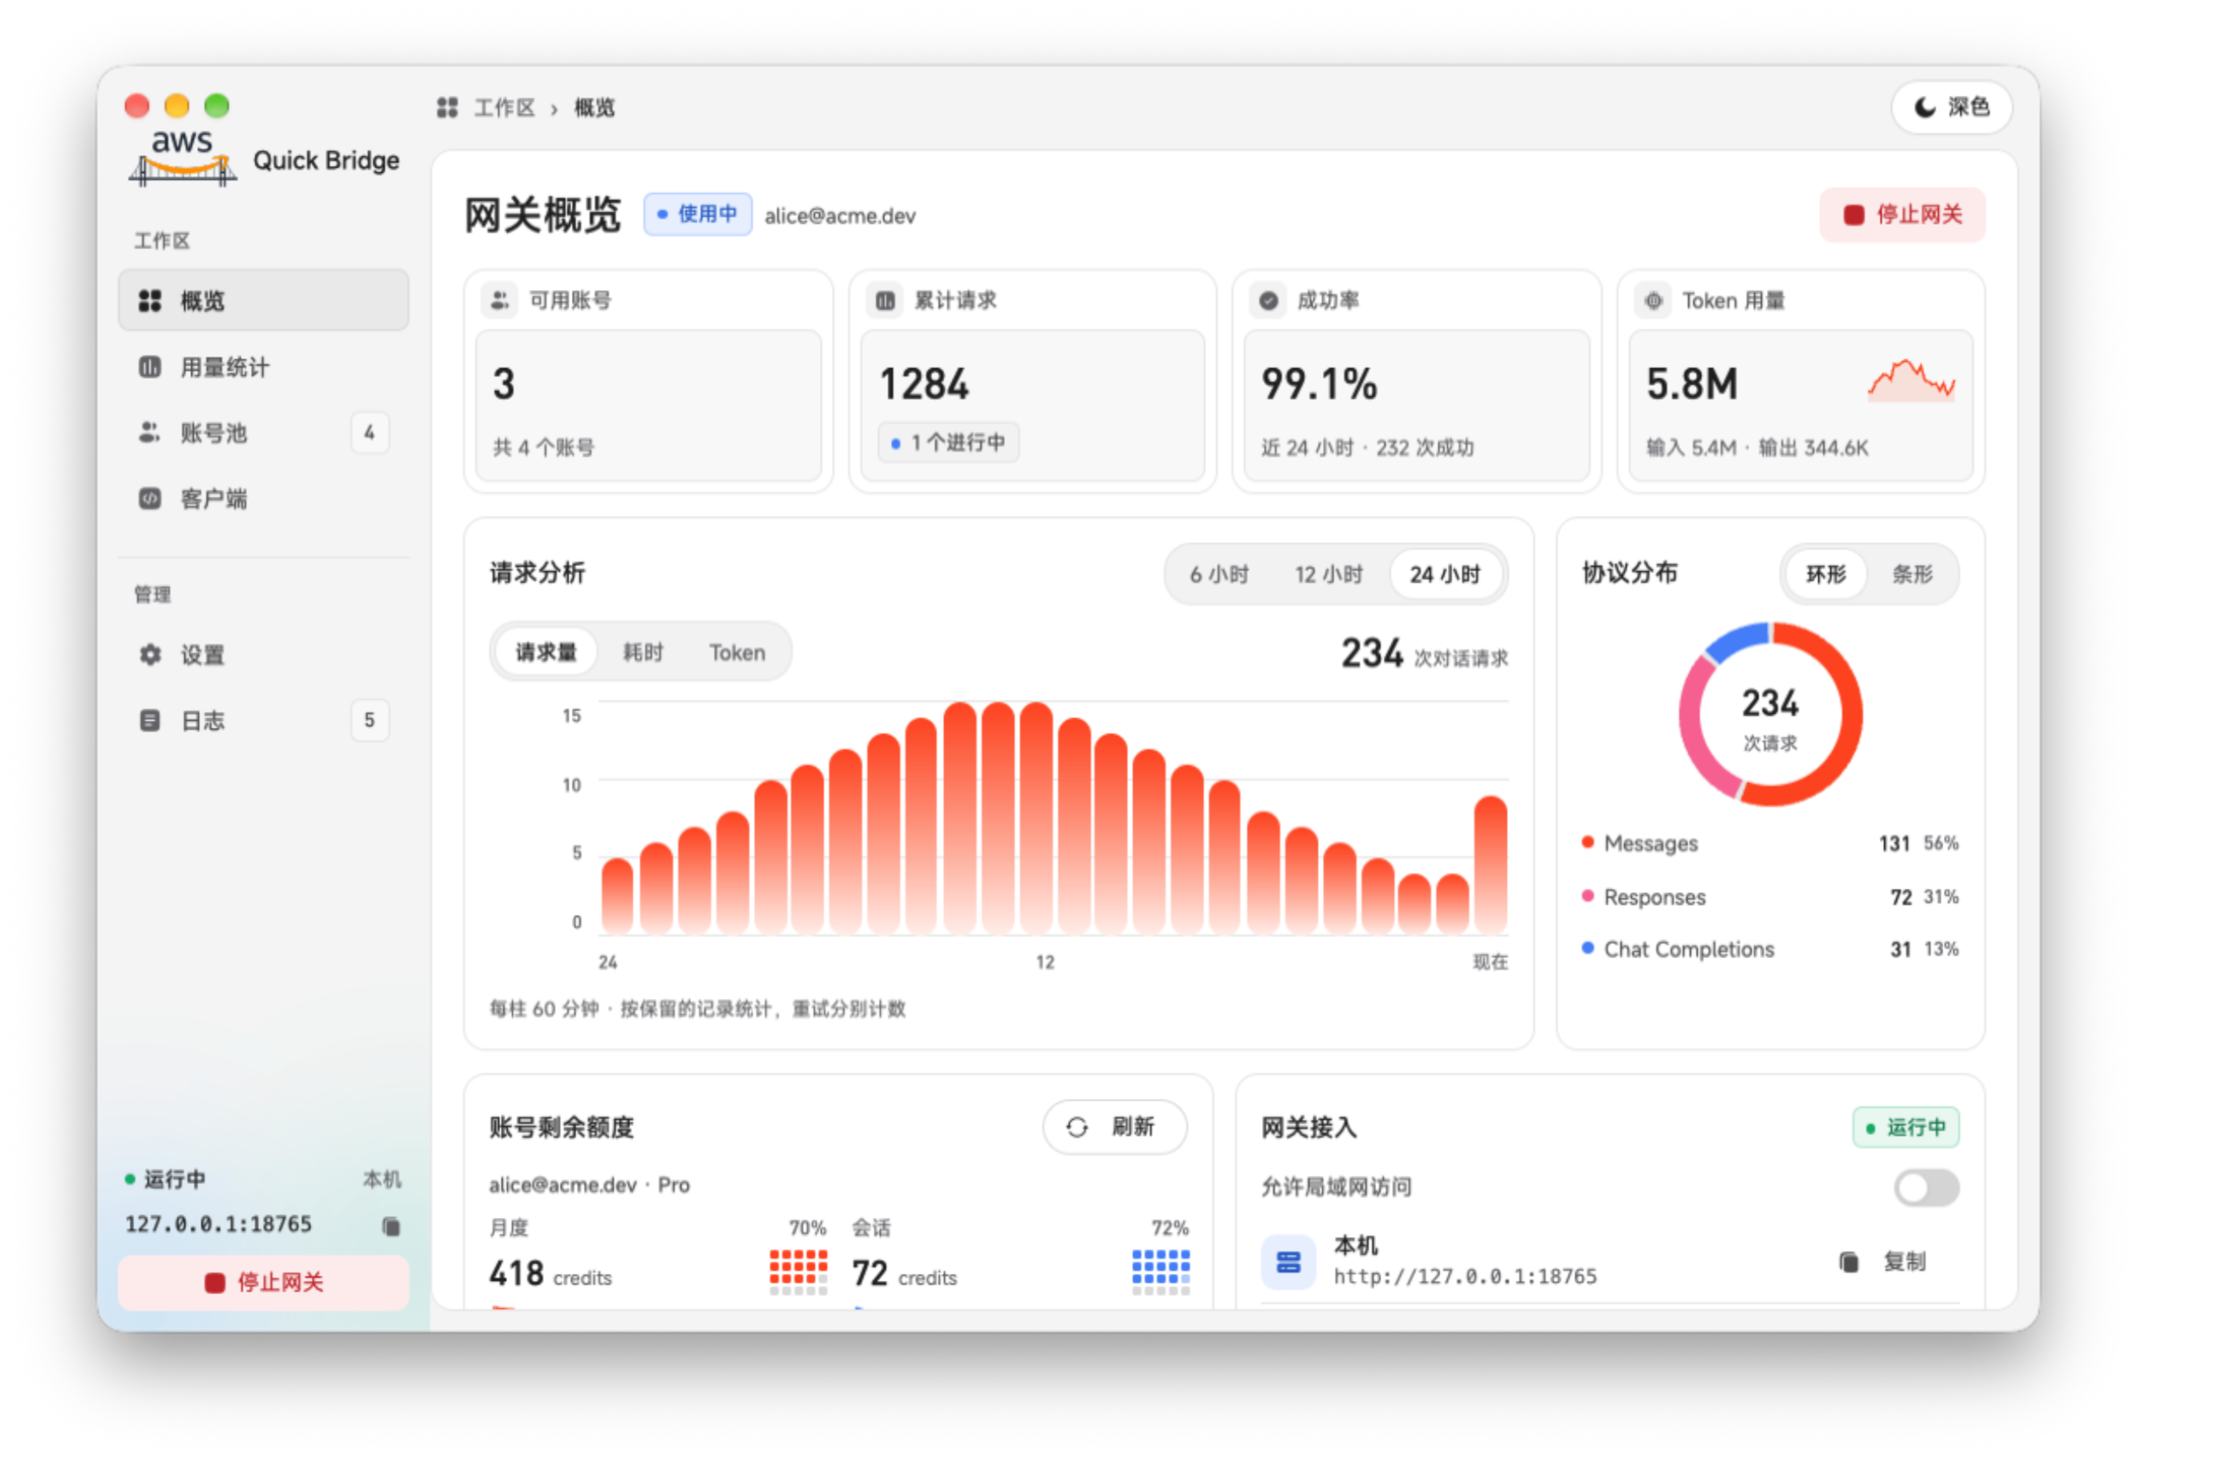 工作区 › 概览
深色
aws
Quick Bridge
工作区
概览
用量统计
账号池 4
客户端
管理
设置
日志 5
运行中 本机
127.0.0.1:18765
停止网关
网关概览 使用中 alice@acme.dev
停止网关
可用账号
3
共 4 个账号
累计请求
1284
1 个进行中
成功率
99.1%
近 24 小时 · 232 次成功
Token 用量
5.8M
输入 5.4M · 输出 344.6K
请求分析
6 小时 12 小时 24 小时
请求量 耗时 Token
234 次对话请求
15
10
5
0
24 12 现在
每柱 60 分钟 · 按保留的记录统计，重试分别计数
协议分布
环形 条形
234
次请求
Messages 131 56%
Responses 72 31%
Chat Completions 31 13%
账号剩余额度
刷新
alice@acme.dev · Pro
月度 70%
418 credits
会话 72%
72 credits
网关接入
运行中
允许局域网访问
本机
http://127.0.0.1:18765
复制